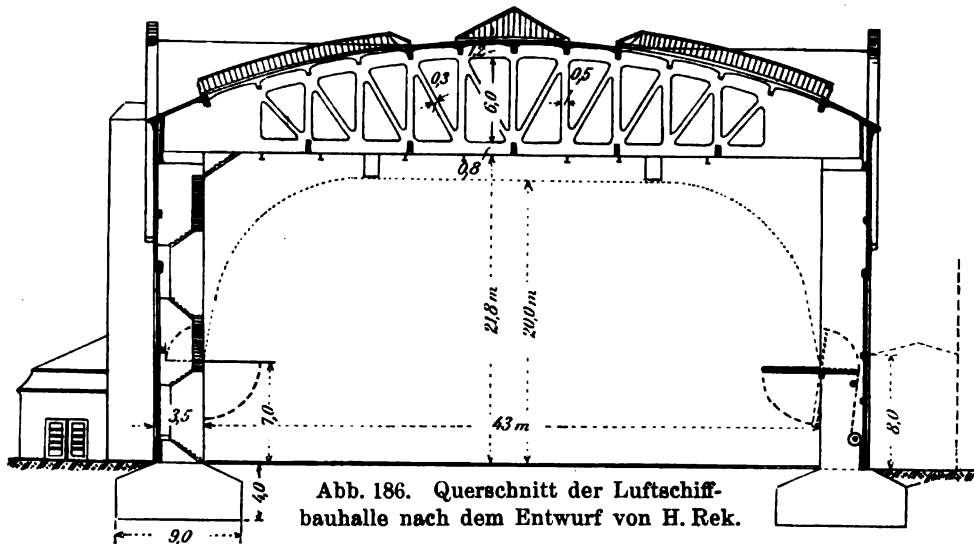 1,2
0,3
0,5
6,0
0,8
21,8 m
20,0 m
3,5
7,0
43 m
8,0
4,0
9,0
Abb. 186. Querschnitt der Luftschiff-
bauhalle nach dem Entwurf von H. Rek.